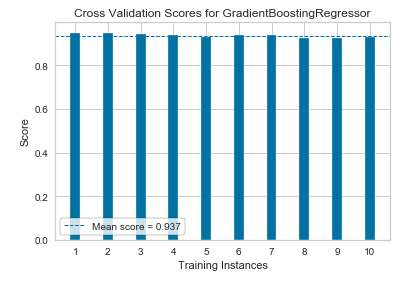 Cross Validation Scores for GradientBoostingRegressor
Score
0.8
0.6
0.4
0.2
0.0
Mean score = 0.937
1 2 3 4 5 6 7 8 9 10
Training Instances